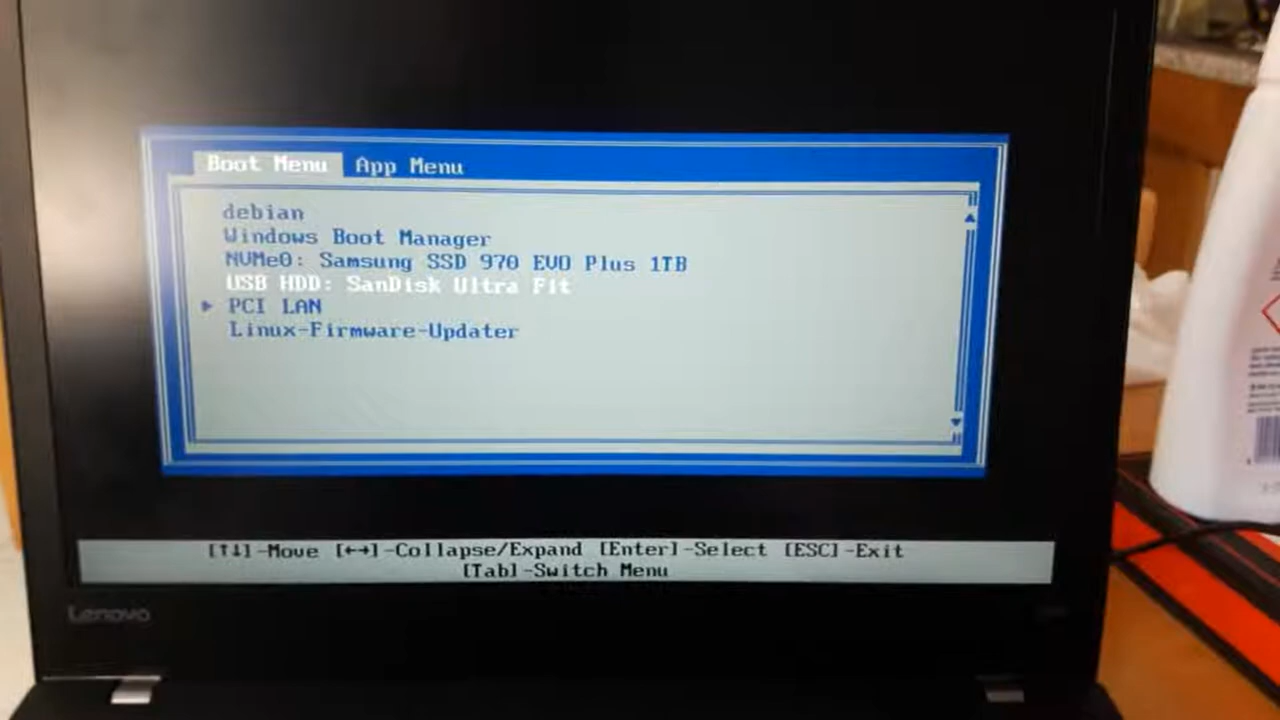 Boot Menu App Menu
debian
Windows Boot Manager
NVMe0: Samsung SSD 970 EVO Plus 1TB
USB HDD: SanDisk Ultra Fit
PCI LAN
Linux-Firmware-Updater
[↑↓]-Move [←→]-Collapse/Expand [Enter]-Select [ESC]-Exit
[Tab]-Switch Menu
Lenovo